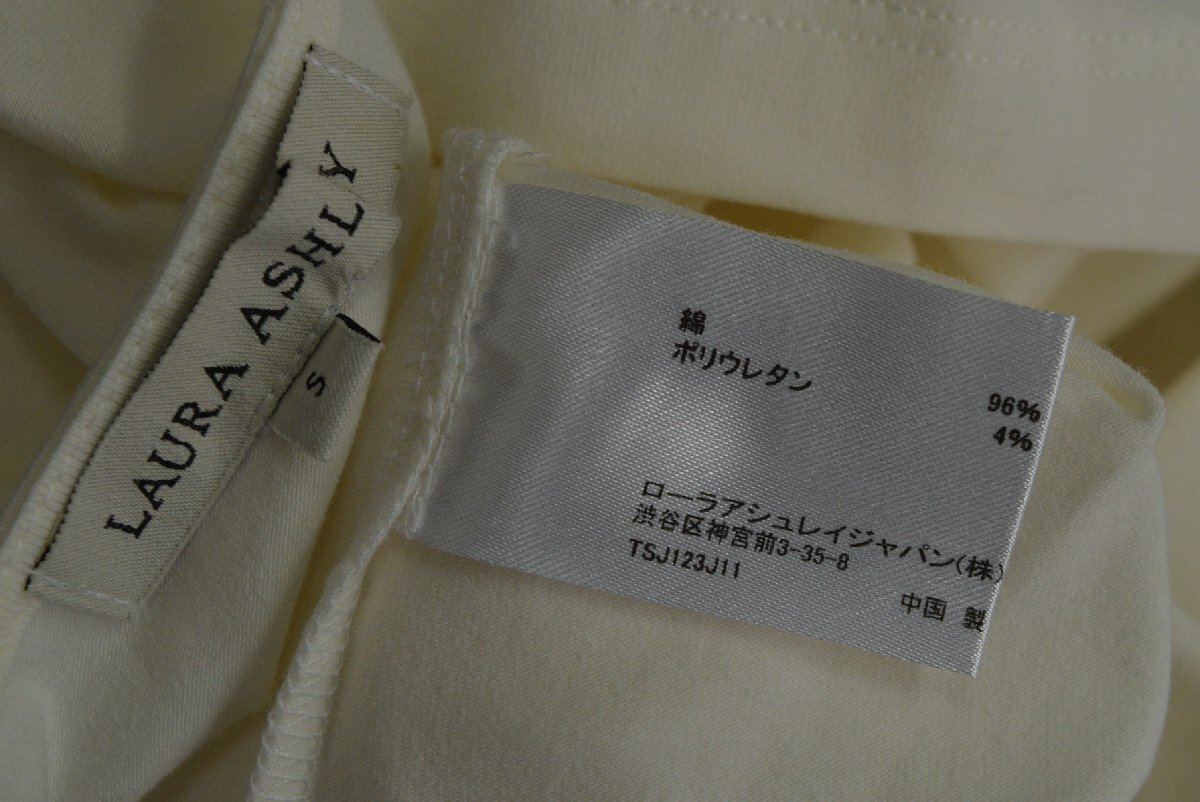 LAURA ASHLY
S
綿
ポリウレタン
96%
4%
ローラアシュレイジャパン(株)
渋谷区神宮前3-35-8
TSJ123J11
中国 製